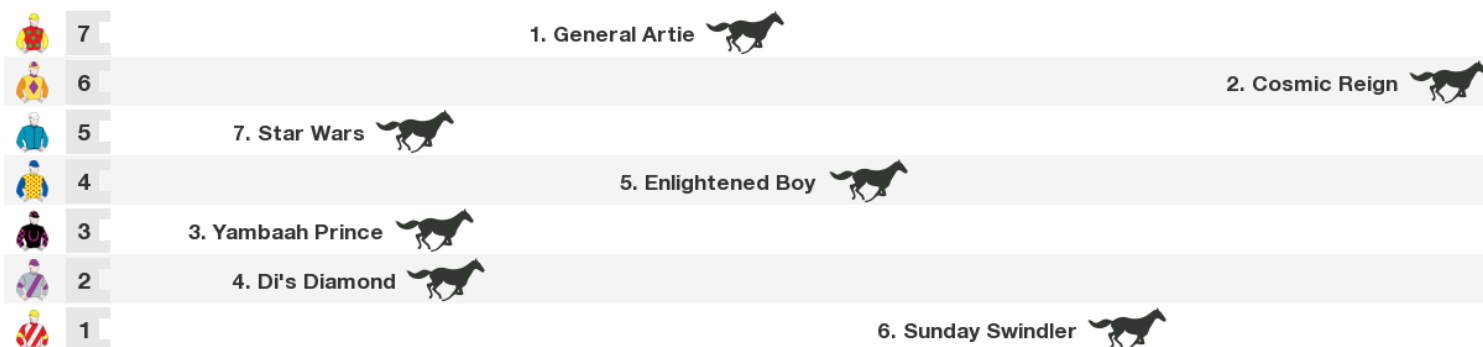 7 1. General Artie
6 2. Cosmic Reign
5 7. Star Wars
4 5. Enlightened Boy
3 3. Yambaah Prince
2 4. Di's Diamond
1 6. Sunday Swindler